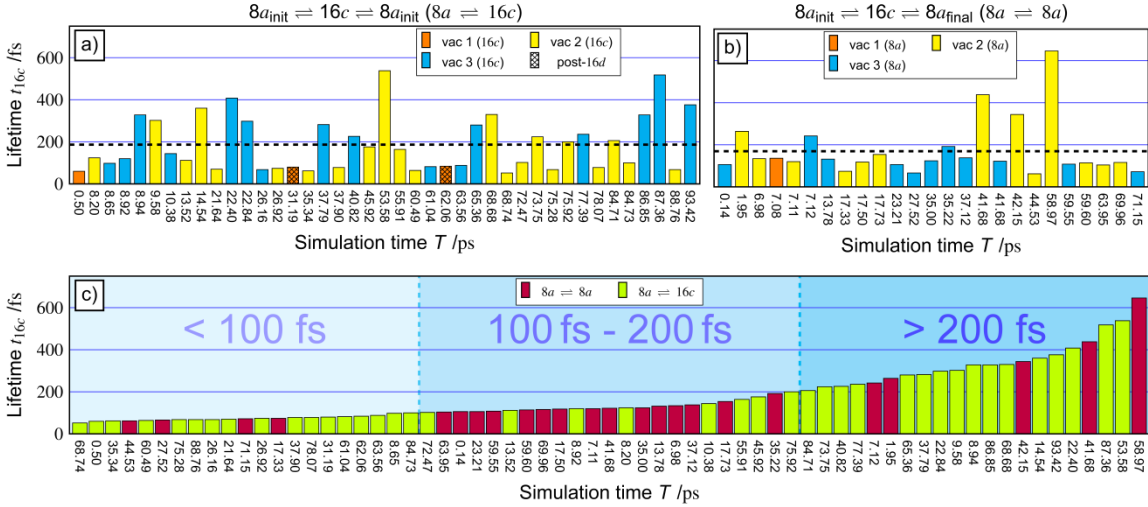 8a_init ⇌ 16c ⇌ 8a_init (8a ⇌ 16c)
8a_init ⇌ 16c ⇌ 8a_final (8a ⇌ 8a)
a)
vac 1 (16c)
vac 2 (16c)
vac 3 (16c)
post-16d
Lifetime t_16c /fs
600
400
200
0
0.50 8.20 8.65 8.92 8.94 9.58 10.38 13.52 14.54 21.64 22.40 22.84 26.16 26.92 31.19 35.34 37.79 37.90 40.82 45.92 53.58 55.91 60.49 61.04 62.06 63.56 65.36 68.68 68.74 72.47 73.75 75.28 75.92 77.39 78.07 84.71 84.73 86.85 87.36 88.76 93.42
Simulation time T /ps
b)
vac 1 (8a)
vac 2 (8a)
vac 3 (8a)
0.14 1.95 6.98 7.08 7.11 7.12 13.78 17.33 17.50 17.73 23.21 27.52 35.00 35.22 37.12 41.68 41.68 42.15 44.53 58.97 59.55 59.60 63.95 69.96 71.15
Simulation time T /ps
c)
8a ⇌ 8a
8a ⇌ 16c
< 100 fs
100 fs - 200 fs
> 200 fs
Lifetime t_16c /fs
600
400
200
0
68.74 0.50 35.34 44.53 60.49 27.52 75.28 88.76 26.16 21.64 71.15 26.92 17.33 37.90 78.07 31.19 61.04 62.06 63.56 8.65 84.73 72.47 63.95 0.14 23.21 59.55 13.52 59.60 69.96 17.50 8.92 7.11 41.68 8.20 35.00 13.78 6.98 37.12 10.38 17.73 55.91 45.92 35.22 75.92 84.71 73.75 40.82 77.39 7.12 1.95 65.36 37.79 22.84 9.58 8.94 86.85 68.68 42.15 14.54 93.42 22.40 41.68 87.36 53.58 58.97
Simulation time T /ps